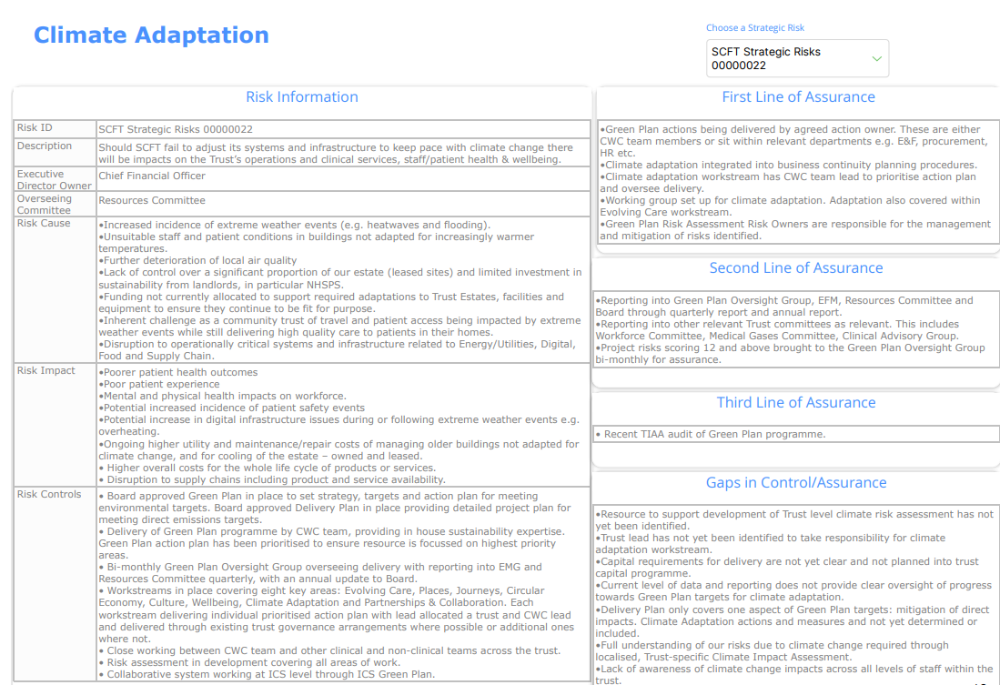 Climate Adaptation
Choose a Strategic Risk
SCFT Strategic Risks
00000022
Risk Information
Risk ID
SCFT Strategic Risks 00000022
Description
Should SCFT fail to adjust its systems and infrastructure to keep pace with climate change there
will be impacts on the Trust's operations and clinical services, staff/patient health & wellbeing.
Executive
Director Owner
Chief Financial Officer
Overseeing
Committee
Resources Committee
Risk Cause
•Increased incidence of extreme weather events (e.g. heatwaves and flooding).
•Unsuitable staff and patient conditions in buildings not adapted for increasingly warmer
temperatures.
•Further deterioration of local air quality
•Lack of control over a significant proportion of our estate (leased sites) and limited investment in
sustainability from landlords, in particular NHSPS.
•Funding not currently allocated to support required adaptations to Trust Estates, facilities and
equipment to ensure they continue to be fit for purpose.
•Inherent challenge as a community trust of travel and patient access being impacted by extreme
weather events while still delivering high quality care to patients in their homes.
•Disruption to operationally critical systems and infrastructure related to Energy/Utilities, Digital,
Food and Supply Chain.
Risk Impact
•Poorer patient health outcomes
•Poor patient experience
•Mental and physical health impacts on workforce.
•Potential increased incidence of patient safety events
•Potential increase in digital infrastructure issues during or following extreme weather events e.g.
overheating.
•Ongoing higher utility and maintenance/repair costs of managing older buildings not adapted for
climate change, and for cooling of the estate – owned and leased.
• Higher overall costs for the whole life cycle of products or services.
• Disruption to supply chains including product and service availability.
Risk Controls
• Board approved Green Plan in place to set strategy, targets and action plan for meeting
environmental targets. Board approved Delivery Plan in place providing detailed project plan for
meeting direct emissions targets.
• Delivery of Green Plan programme by CWC team, providing in house sustainability expertise.
Green Plan action plan has been prioritised to ensure resource is focussed on highest priority
areas.
• Bi-monthly Green Plan Oversight Group overseeing delivery with reporting into EMG and
Resources Committee quarterly, with an annual update to Board.
• Workstreams in place covering eight key areas: Evolving Care, Places, Journeys, Circular
Economy, Culture, Wellbeing, Climate Adaptation and Partnerships & Collaboration. Each
workstream delivering individual prioritised action plan with lead allocated a trust and CWC lead
and delivered through existing trust governance arrangements where possible or additional ones
where not.
• Close working between CWC team and other clinical and non-clinical teams across the trust.
• Risk assessment in development covering all areas of work.
• Collaborative system working at ICS level through ICS Green Plan.
First Line of Assurance
•Green Plan actions being delivered by agreed action owner. These are either
CWC team members or sit within relevant departments e.g. E&F, procurement,
HR etc.
•Climate adaptation integrated into business continuity planning procedures.
•Climate adaptation workstream has CWC team lead to prioritise action plan
and oversee delivery.
•Working group set up for climate adaptation. Adaptation also covered within
Evolving Care workstream.
•Green Plan Risk Assessment Risk Owners are responsible for the management
and mitigation of risks identified.
Second Line of Assurance
•Reporting into Green Plan Oversight Group, EFM, Resources Committee and
Board through quarterly report and annual report.
•Reporting into other relevant Trust committees as relevant. This includes
Workforce Committee, Medical Gases Committee, Clinical Advisory Group.
•Project risks scoring 12 and above brought to the Green Plan Oversight Group
bi-monthly for assurance.
Third Line of Assurance
• Recent TIAA audit of Green Plan programme.
Gaps in Control/Assurance
•Resource to support development of Trust level climate risk assessment has not
yet been identified.
•Trust lead has not yet been identified to take responsibility for climate
adaptation workstream.
•Capital requirements for delivery are not yet clear and not planned into trust
capital programme.
•Current level of data and reporting does not provide clear oversight of progress
towards Green Plan targets for climate adaptation.
•Delivery Plan only covers one aspect of Green Plan targets: mitigation of direct
impacts. Climate Adaptation actions and measures and not yet determined or
included.
•Full understanding of our risks due to climate change required through
localised, Trust-specific Climate Impact Assessment.
•Lack of awareness of climate change impacts across all levels of staff within the
trust.